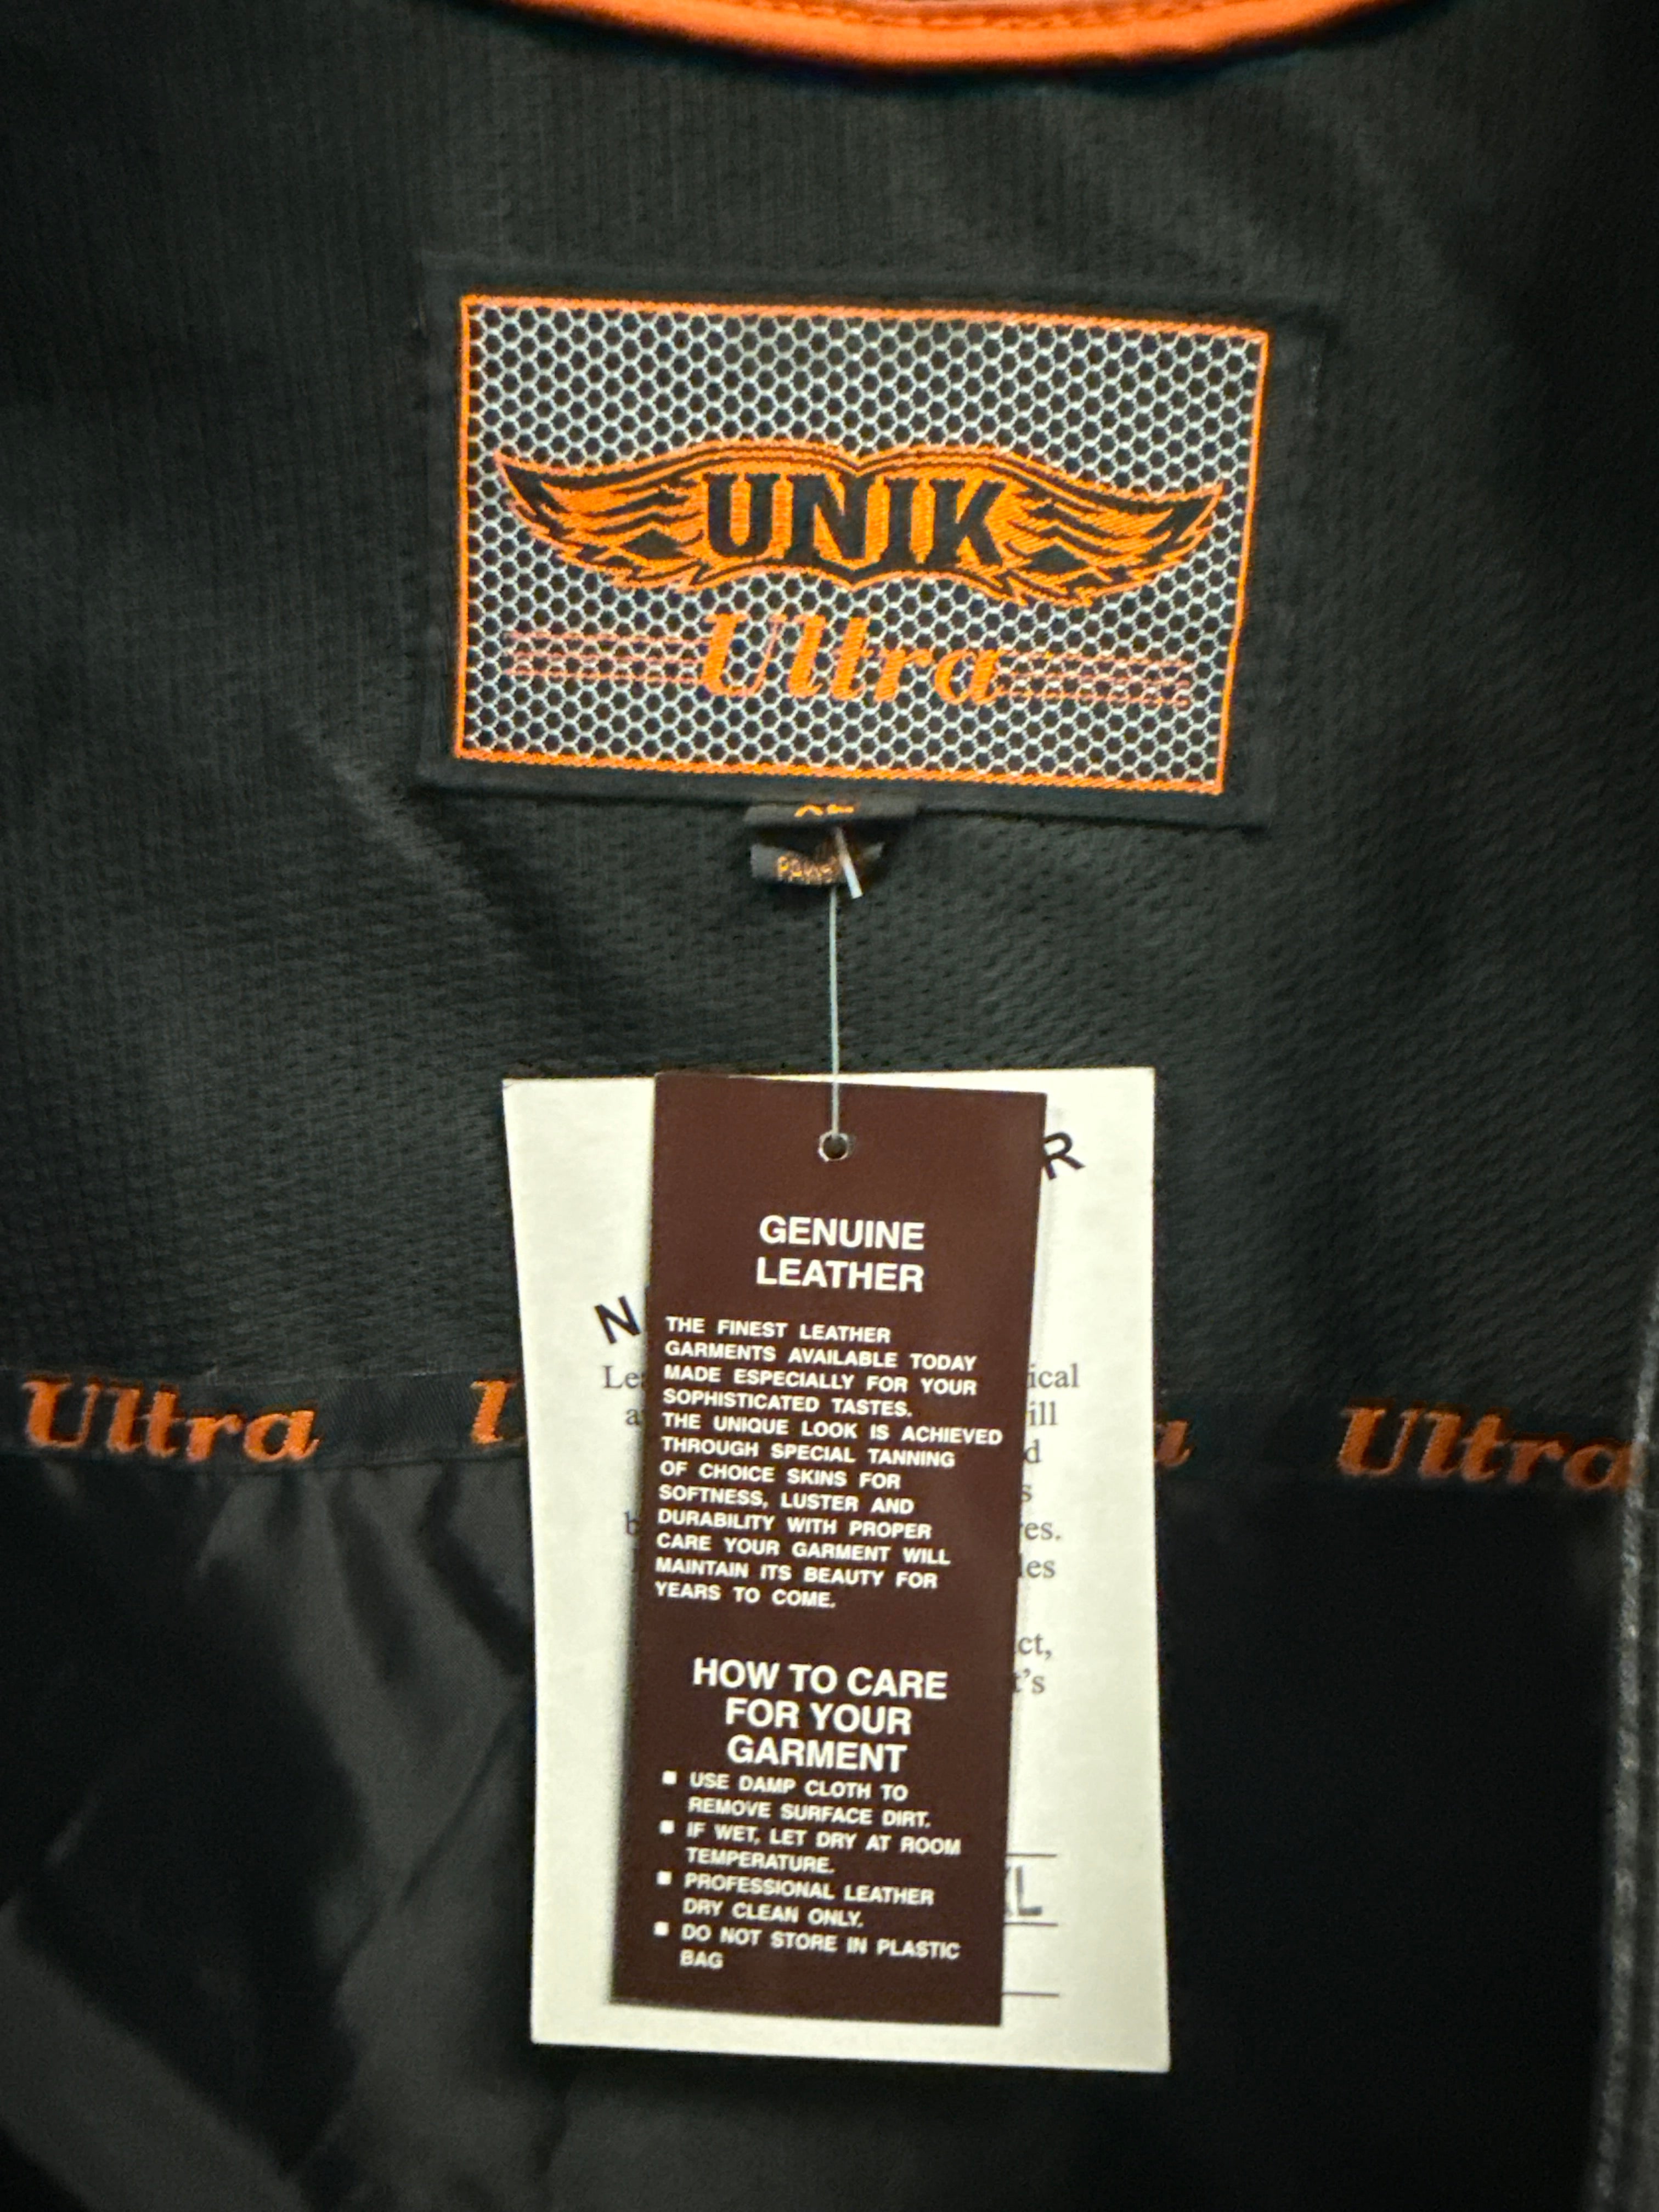 UNIK
Ultra
GENUINE
LEATHER
THE FINEST LEATHER
GARMENTS AVAILABLE TODAY
MADE ESPECIALLY FOR YOUR
SOPHISTICATED TASTES.
THE UNIQUE LOOK IS ACHIEVED
THROUGH SPECIAL TANNING
OF CHOICE SKINS FOR
SOFTNESS, LUSTER AND
DURABILITY WITH PROPER
CARE YOUR GARMENT WILL
MAINTAIN ITS BEAUTY FOR
YEARS TO COME.
HOW TO CARE
FOR YOUR
GARMENT
■ USE DAMP CLOTH TO
REMOVE SURFACE DIRT.
■ IF WET, LET DRY AT ROOM
TEMPERATURE.
■ PROFESSIONAL LEATHER
DRY CLEAN ONLY.
■ DO NOT STORE IN PLASTIC
BAG
Ultra
Ultra